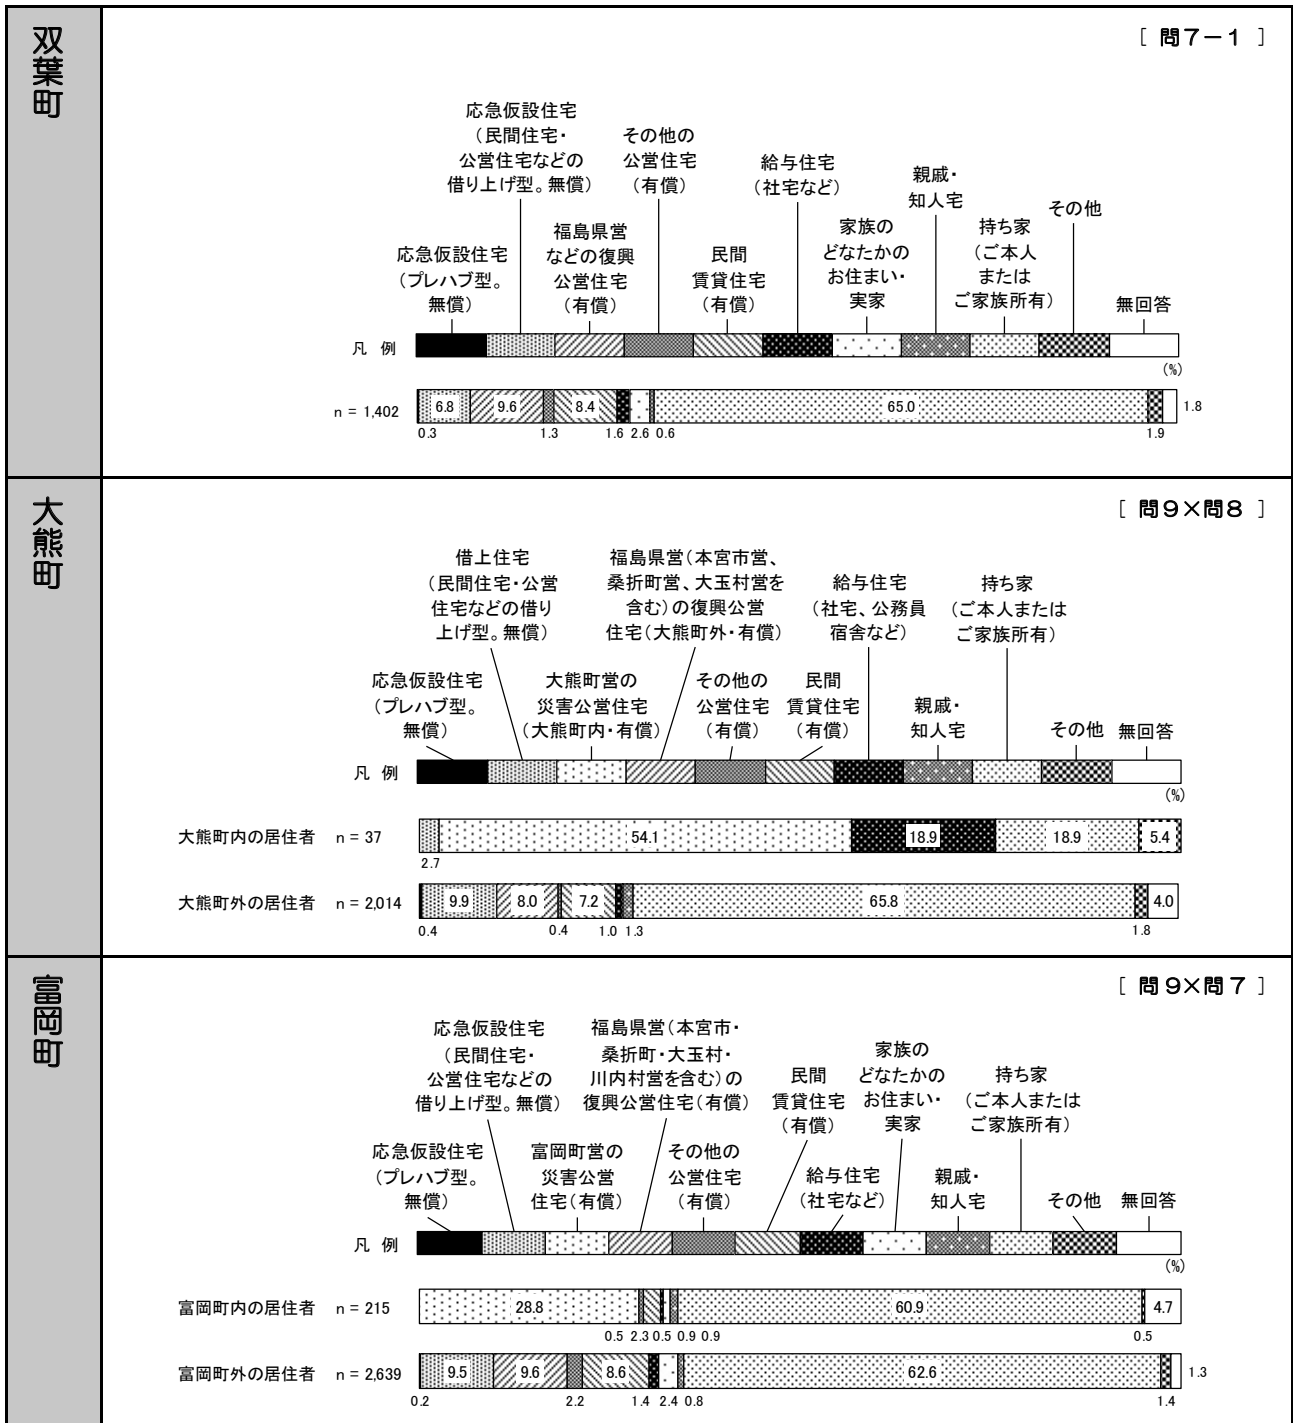 双葉町
［ 問７－１ ］
応急仮設住宅
（民間住宅・
公営住宅などの
借り上げ型。無償）
その他の
公営住宅
（有償）
給与住宅
（社宅など）
親戚・
知人宅
その他
応急仮設住宅
（プレハブ型。
無償）
福島県営
などの復興
公営住宅
（有償）
民間
賃貸住宅
（有償）
家族の
どなたかの
お住まい・
実家
持ち家
（ご本人
または
ご家族所有）
無回答
凡 例
(%)
n = 1,402
6.8 9.6 8.4 65.0 1.8
0.3 1.3 1.6 2.6 0.6 1.9
大熊町
［ 問９×問８ ］
借上住宅
（民間住宅・公営
住宅などの借り
上げ型。無償）
福島県営（本宮市営、
桑折町営、大玉村営を
含む）の復興公営
住宅（大熊町外・有償）
給与住宅
（社宅、公務員
宿舎など）
持ち家
（ご本人または
ご家族所有）
応急仮設住宅
（プレハブ型。
無償）
大熊町営の
災害公営住宅
（大熊町内・有償）
その他の
公営住宅
（有償）
民間
賃貸住宅
（有償）
親戚・
知人宅
その他
無回答
凡 例
(%)
大熊町内の居住者 n = 37
54.1 18.9 18.9 5.4
2.7
大熊町外の居住者 n = 2,014
9.9 8.0 7.2 65.8 4.0
0.4 0.4 1.0 1.3 1.8
富岡町
［ 問９×問７ ］
応急仮設住宅
（民間住宅・
公営住宅などの
借り上げ型。無償）
福島県営（本宮市・
桑折町・大玉村・
川内村営を含む）の
復興公営住宅（有償）
民間
賃貸住宅
（有償）
家族の
どなたかの
お住まい・
実家
持ち家
（ご本人または
ご家族所有）
応急仮設住宅
（プレハブ型。
無償）
富岡町営の
災害公営
住宅（有償）
その他の
公営住宅
（有償）
給与住宅
（社宅など）
親戚・
知人宅
その他
無回答
凡 例
(%)
富岡町内の居住者 n = 215
28.8 60.9 4.7
0.5 2.3 0.5 0.9 0.9 0.5
富岡町外の居住者 n = 2,639
9.5 9.6 8.6 62.6 1.3
0.2 2.2 1.4 2.4 0.8 1.4